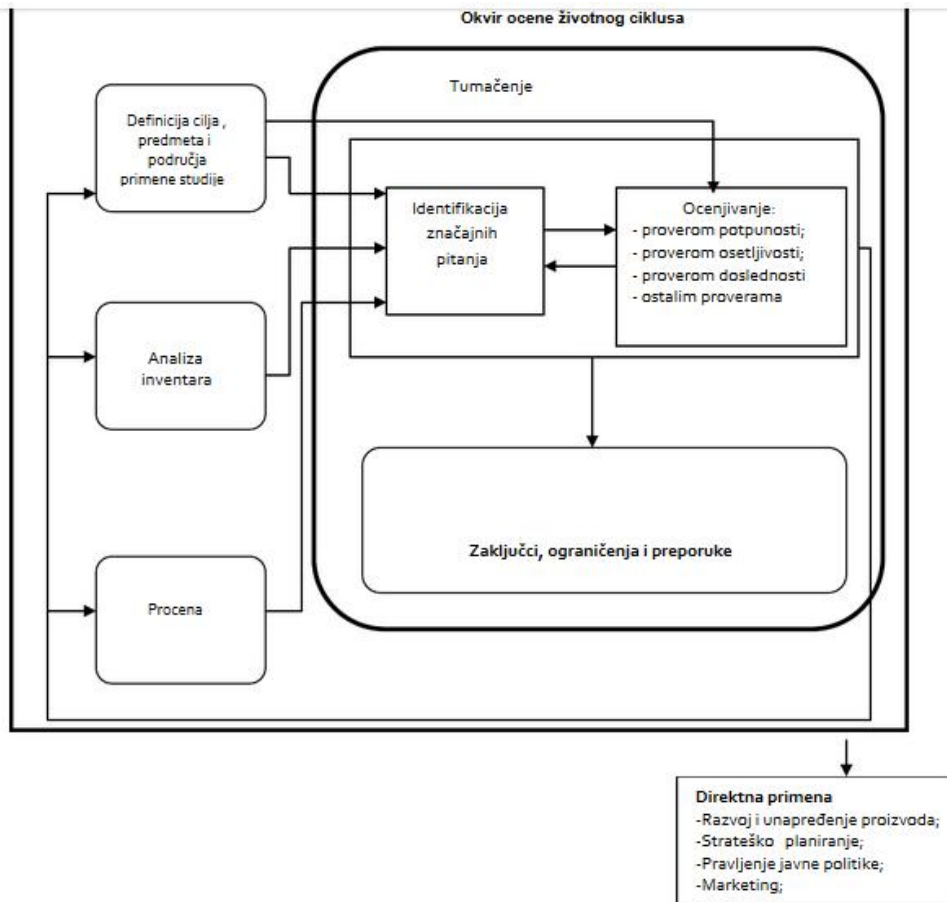 Okvir ocene životnog ciklusa
Tumačenje
Definicija cilja ,
predmeta i
područja
primene studije
Identifikacija
značajnih
pitanja
Ocenjivanje:
- proverom potpunosti;
- proverom osetljivosti;
- proverom doslednosti
- ostalim proverama
Analiza
inventara
Zaključci, ograničenja i preporuke
Procena
Direktna primena
-Razvoj i unapređenje proizvoda;
-Strateško planiranje;
-Pravljenje javne politike;
-Marketing;